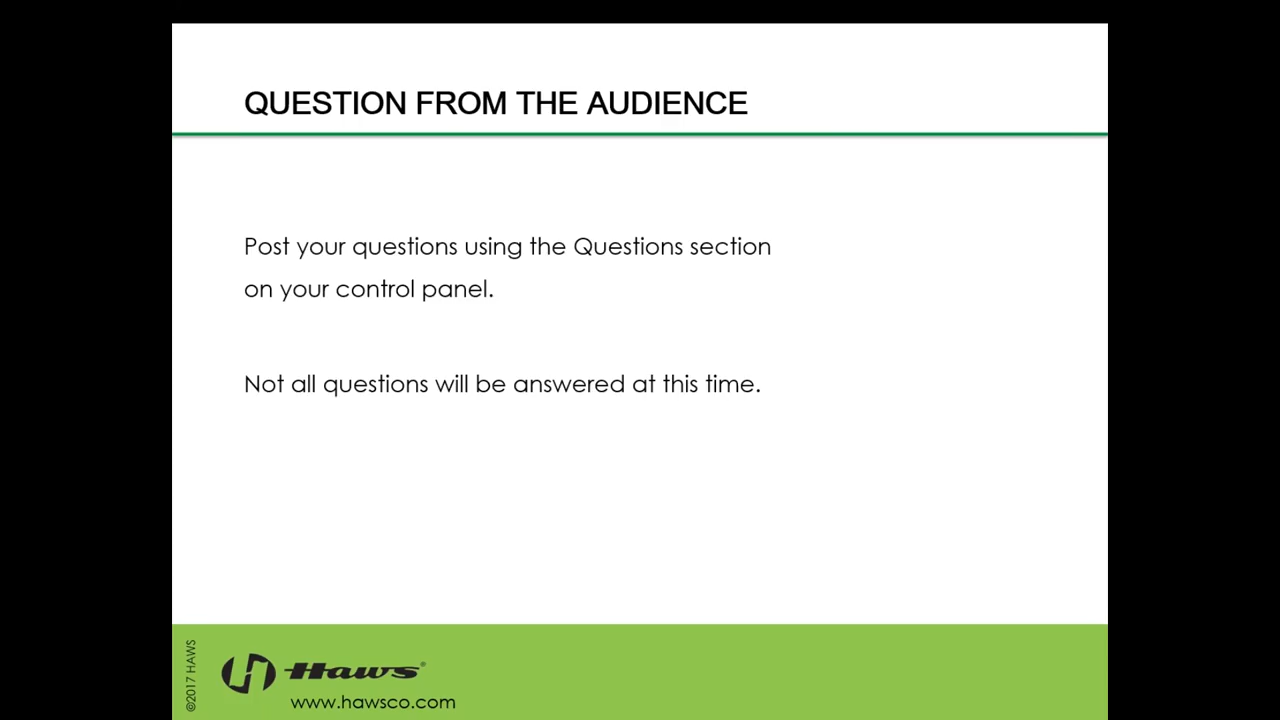 QUESTION FROM THE AUDIENCE
Post your questions using the Questions section
on your control panel.
Not all questions will be answered at this time.
©2017 HAWS
Haws®
www.hawsco.com